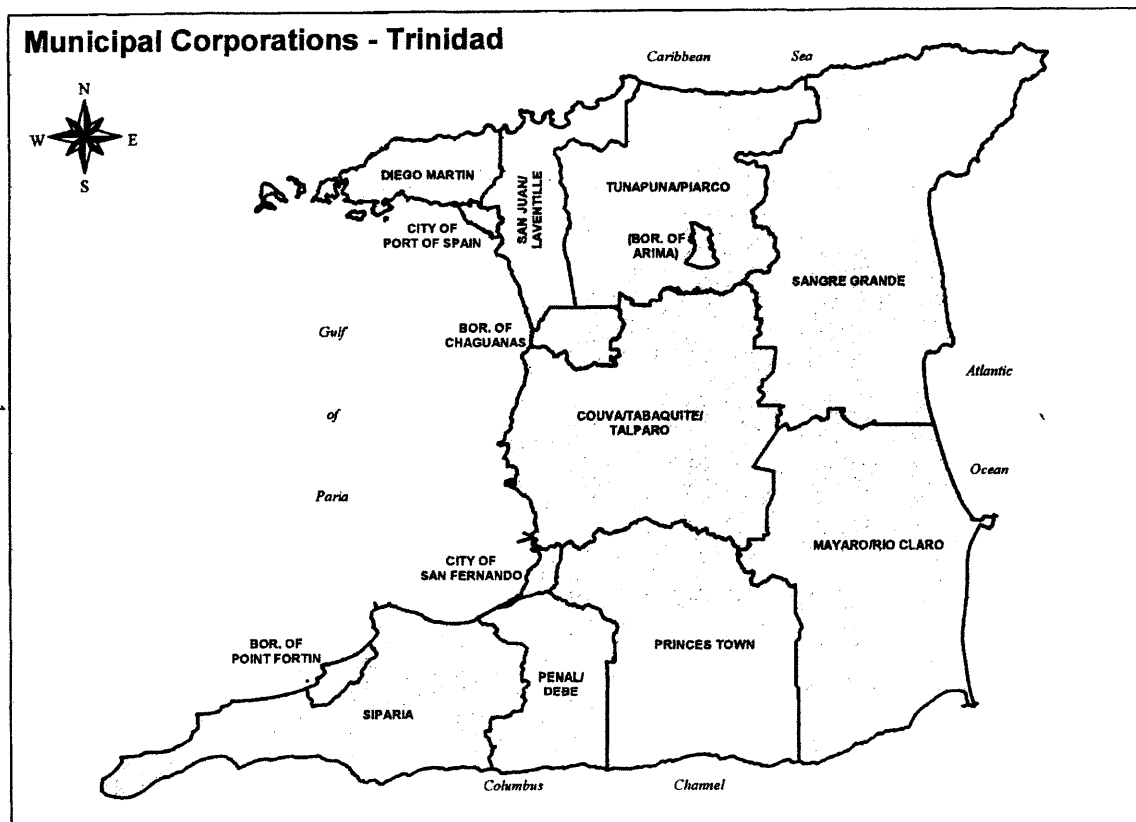 Municipal Corporations - Trinidad
Caribbean Sea
N
W E
S
DIEGO MARTIN
SAN JUAN/
LAVENTILLE
TUNAPUNA/PIARCO
CITY OF
PORT OF SPAIN
(BOR. OF
ARIMA)
SANGRE GRANDE
Gulf
BOR. OF
CHAGUANAS
Atlantic
of
COUVA/TABAQUITE/
TALPARO
Ocean
Paria
MAYARO/RIO CLARO
CITY OF
SAN FERNANDO
BOR. OF
POINT FORTIN
PRINCES TOWN
PENAL/
DEBE
SIPARIA
Columbus Channel